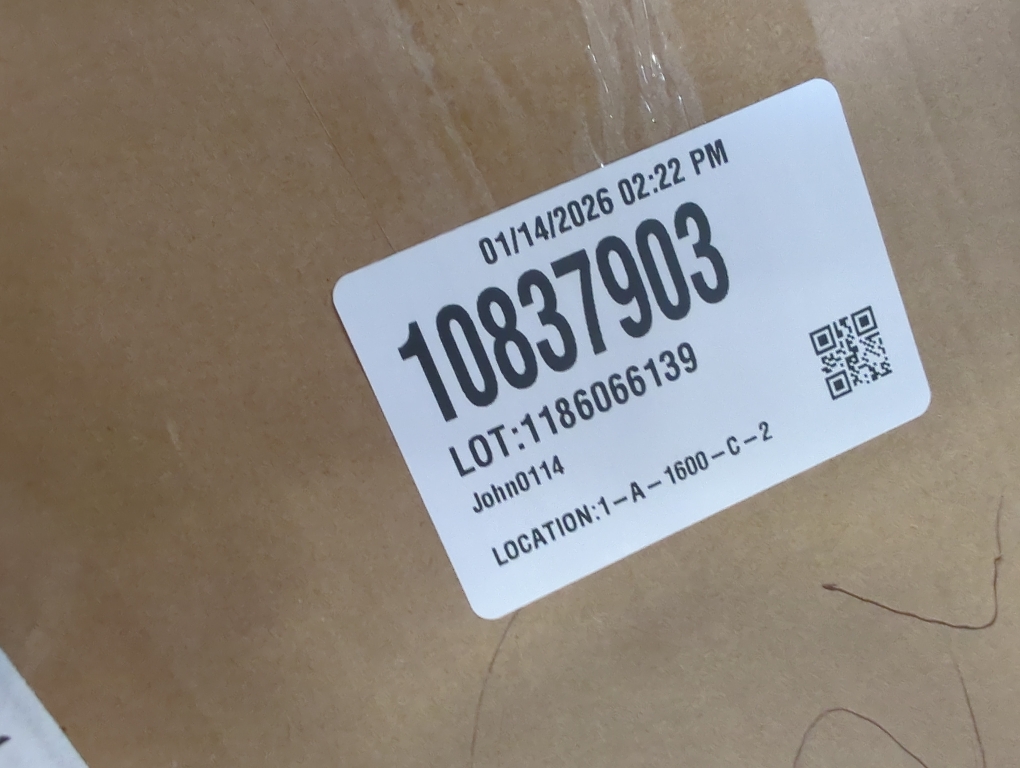 01/14/2026 02:22 PM
10837903
LOT:1186066139
John0114
LOCATION:1-A-1600-C-2